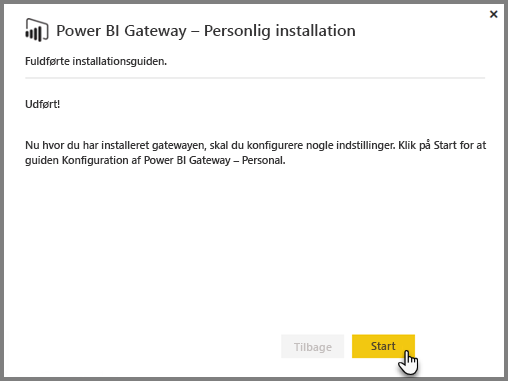 Power BI Gateway – Personlig installation
Fuldførte installationsguiden.
Udført!
Nu hvor du har installeret gatewayen, skal du konfigurere nogle indstillinger. Klik på Start for at
guiden Konfiguration af Power BI Gateway – Personal.
Tilbage
Start